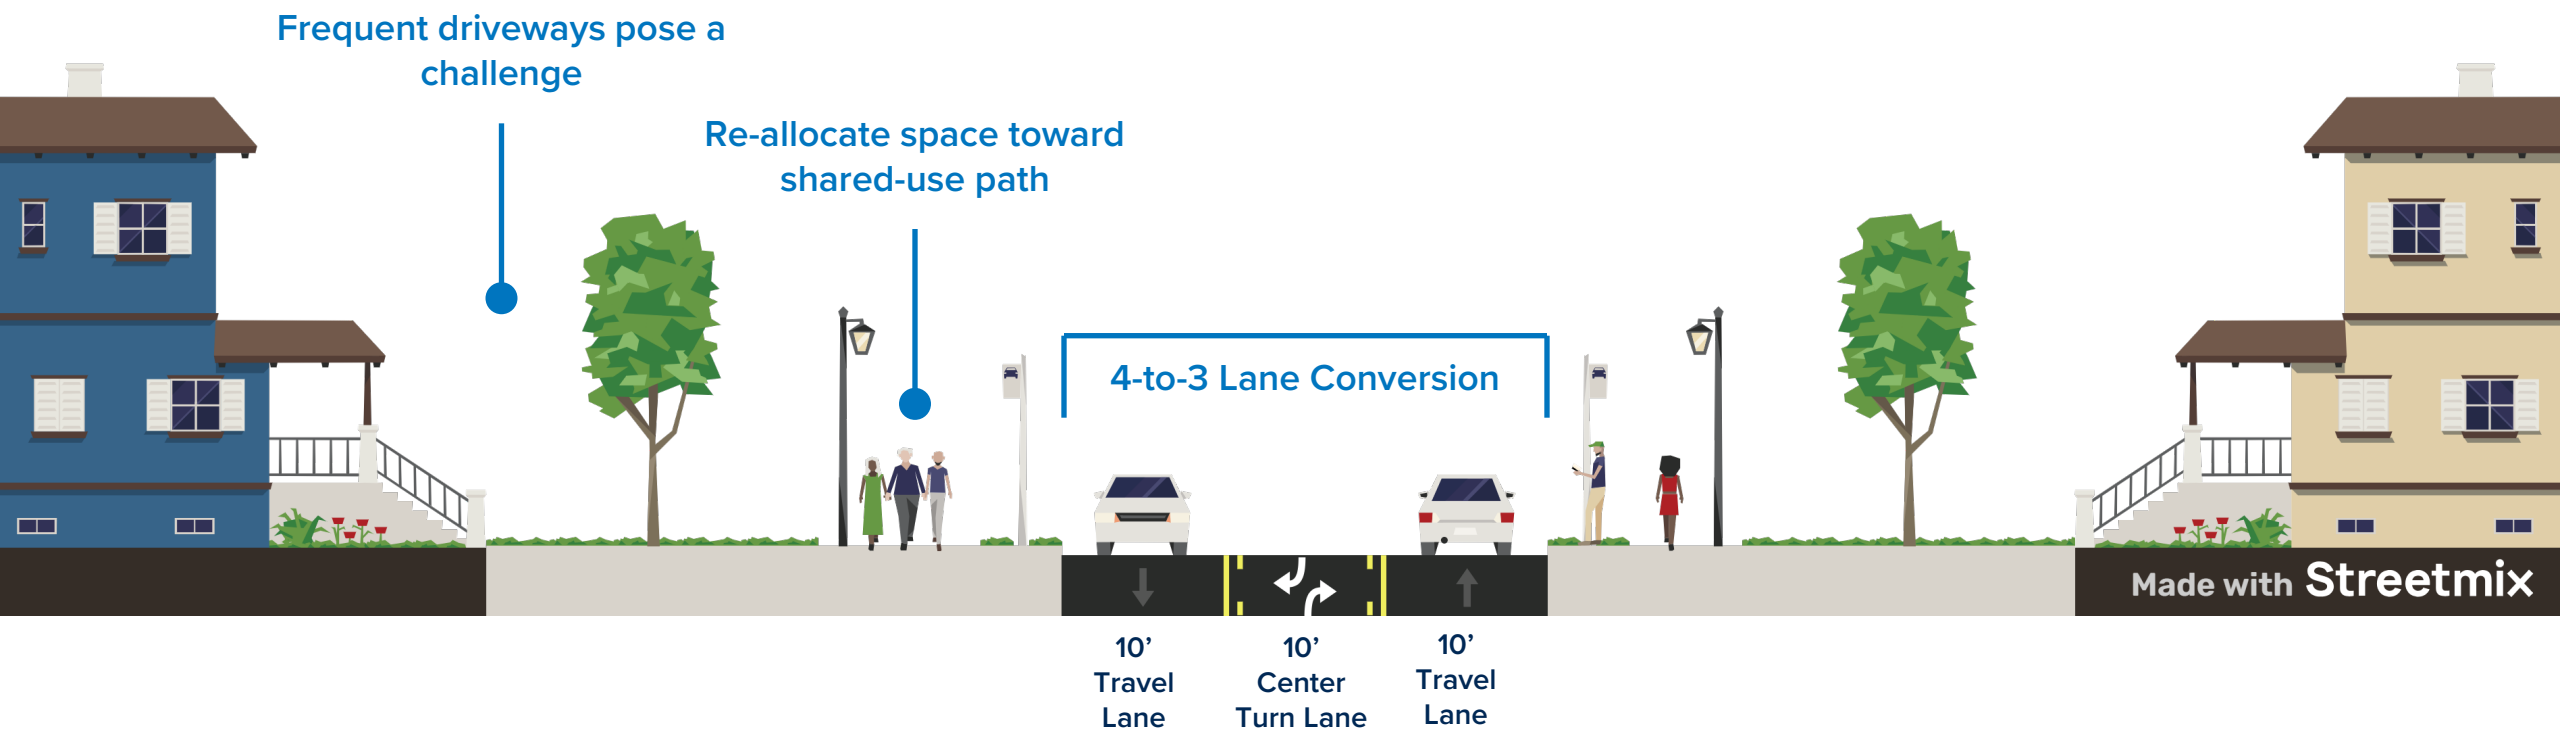 Frequent driveways pose a
challenge
Re-allocate space toward
shared-use path
4-to-3 Lane Conversion
Made with Streetmix
10’
Travel
Lane
10’
Center
Turn Lane
10’
Travel
Lane